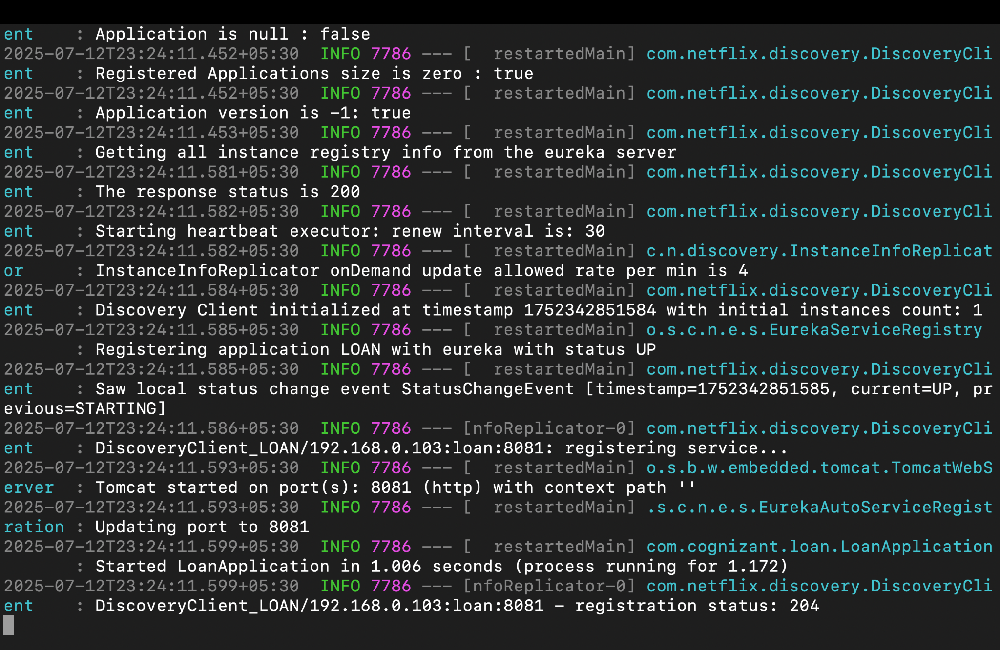 ent    : Application is null : false
2025-07-12T23:24:11.452+05:30  INFO 7786 --- [  restartedMain] com.netflix.discovery.DiscoveryCli
ent    : Registered Applications size is zero : true
2025-07-12T23:24:11.452+05:30  INFO 7786 --- [  restartedMain] com.netflix.discovery.DiscoveryCli
ent    : Application version is -1: true
2025-07-12T23:24:11.453+05:30  INFO 7786 --- [  restartedMain] com.netflix.discovery.DiscoveryCli
ent    : Getting all instance registry info from the eureka server
2025-07-12T23:24:11.581+05:30  INFO 7786 --- [  restartedMain] com.netflix.discovery.DiscoveryCli
ent    : The response status is 200
2025-07-12T23:24:11.582+05:30  INFO 7786 --- [  restartedMain] com.netflix.discovery.DiscoveryCli
ent    : Starting heartbeat executor: renew interval is: 30
2025-07-12T23:24:11.582+05:30  INFO 7786 --- [  restartedMain] c.n.discovery.InstanceInfoReplicat
or     : InstanceInfoReplicator onDemand update allowed rate per min is 4
2025-07-12T23:24:11.584+05:30  INFO 7786 --- [  restartedMain] com.netflix.discovery.DiscoveryCli
ent    : Discovery Client initialized at timestamp 1752342851584 with initial instances count: 1
2025-07-12T23:24:11.585+05:30  INFO 7786 --- [  restartedMain] o.s.c.n.e.s.EurekaServiceRegistry
       : Registering application LOAN with eureka with status UP
2025-07-12T23:24:11.585+05:30  INFO 7786 --- [  restartedMain] com.netflix.discovery.DiscoveryCli
ent    : Saw local status change event StatusChangeEvent [timestamp=1752342851585, current=UP, pr
evious=STARTING]
2025-07-12T23:24:11.586+05:30  INFO 7786 --- [nfoReplicator-0] com.netflix.discovery.DiscoveryCli
ent    : DiscoveryClient_LOAN/192.168.0.103:loan:8081: registering service...
2025-07-12T23:24:11.593+05:30  INFO 7786 --- [  restartedMain] o.s.b.w.embedded.tomcat.TomcatWebS
erver  : Tomcat started on port(s): 8081 (http) with context path ''
2025-07-12T23:24:11.593+05:30  INFO 7786 --- [  restartedMain] .s.c.n.e.s.EurekaAutoServiceRegist
ration : Updating port to 8081
2025-07-12T23:24:11.599+05:30  INFO 7786 --- [  restartedMain] com.cognizant.loan.LoanApplication
       : Started LoanApplication in 1.006 seconds (process running for 1.172)
2025-07-12T23:24:11.599+05:30  INFO 7786 --- [nfoReplicator-0] com.netflix.discovery.DiscoveryCli
ent    : DiscoveryClient_LOAN/192.168.0.103:loan:8081 - registration status: 204